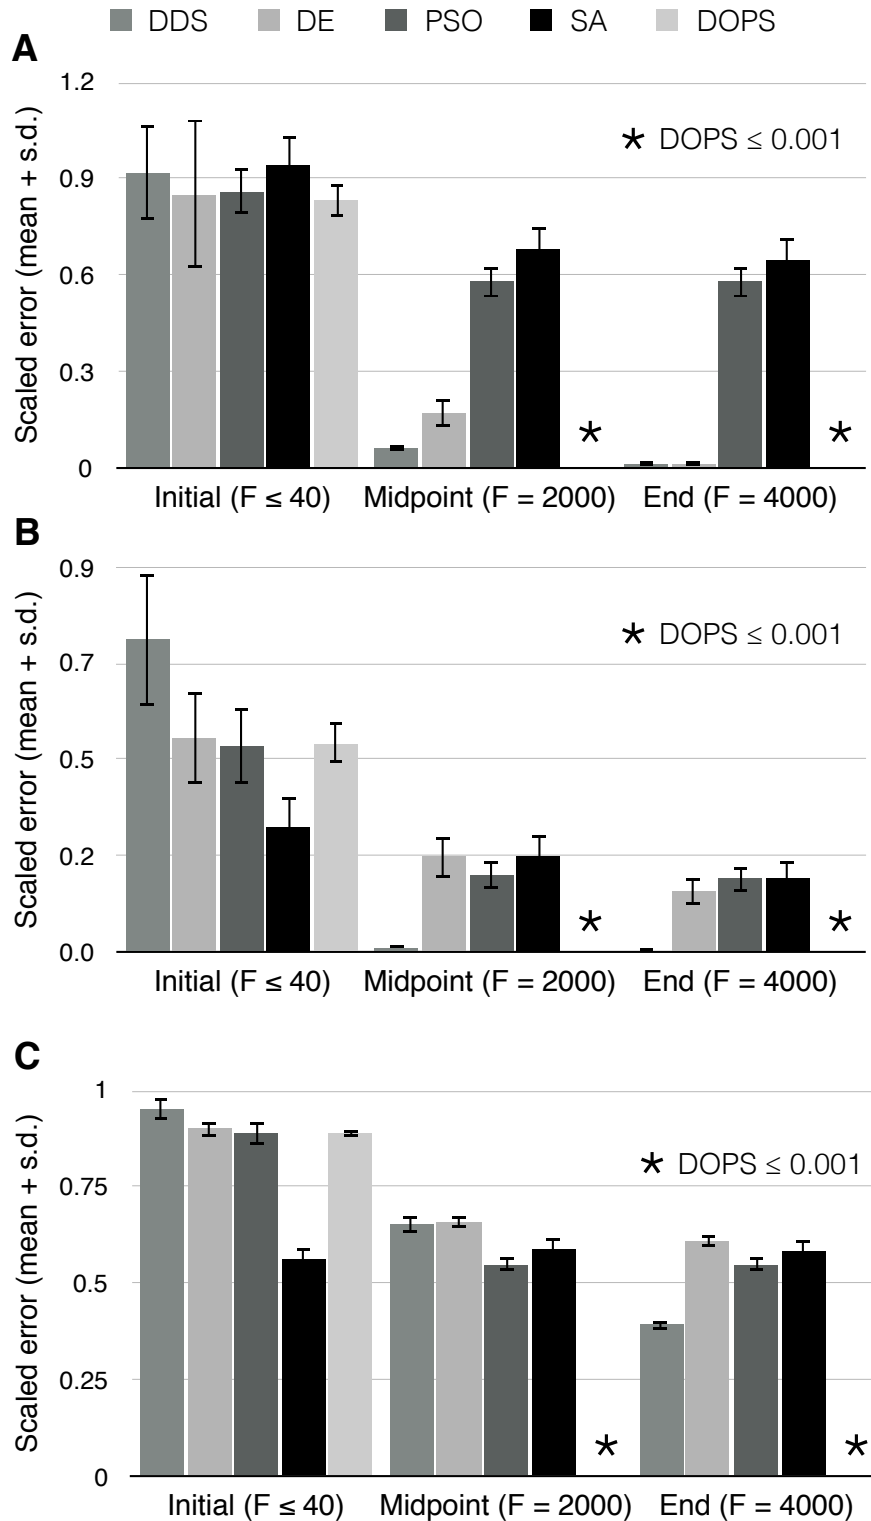 DDS DE PSO SA DOPS
A
1.2
0.9
0.6
0.3
0
Scaled error (mean + s.d.)
★ DOPS ≤ 0.001
★ ★
Initial (F ≤ 40) Midpoint (F = 2000) End (F = 4000)
B
0.9
0.7
0.5
0.2
0.0
Scaled error (mean + s.d.)
★ DOPS ≤ 0.001
★ ★
Initial (F ≤ 40) Midpoint (F = 2000) End (F = 4000)
C
1
0.75
0.5
0.25
0
Scaled error (mean + s.d.)
★ DOPS ≤ 0.001
★ ★
Initial (F ≤ 40) Midpoint (F = 2000) End (F = 4000)